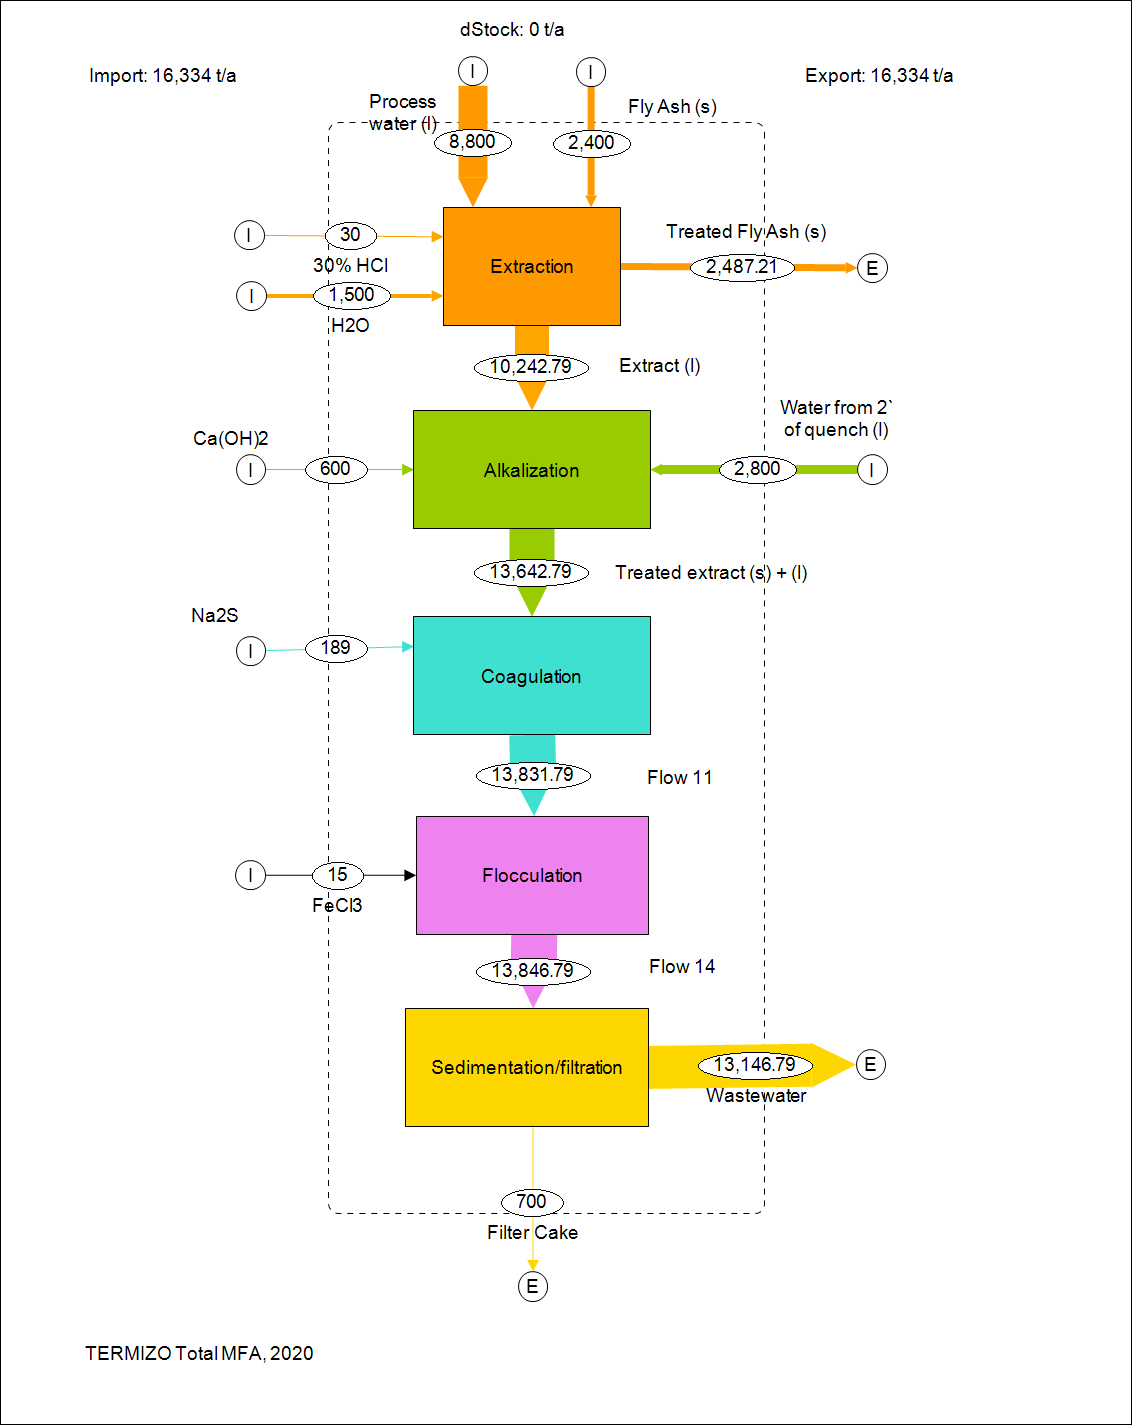 dStock: 0 t/a
Import: 16,334 t/a
I
I
Export: 16,334 t/a
Process
water (l)
Fly Ash (s)
8,800
2,400
I
30
30% HCl
Extraction
Treated Fly Ash (s)
2,487.21
E
I
1,500
H2O
10,242.79
Extract (l)
Water from 2`
of quench (l)
Ca(OH)2
I
600
Alkalization
2,800
I
13,642.79
Treated extract (s) + (l)
Na2S
I
189
Coagulation
13,831.79
Flow 11
I
15
FeCl3
Flocculation
13,846.79
Flow 14
Sedimentation/filtration
13,146.79
E
Wastewater
700
Filter Cake
E
TERMIZO Total MFA, 2020